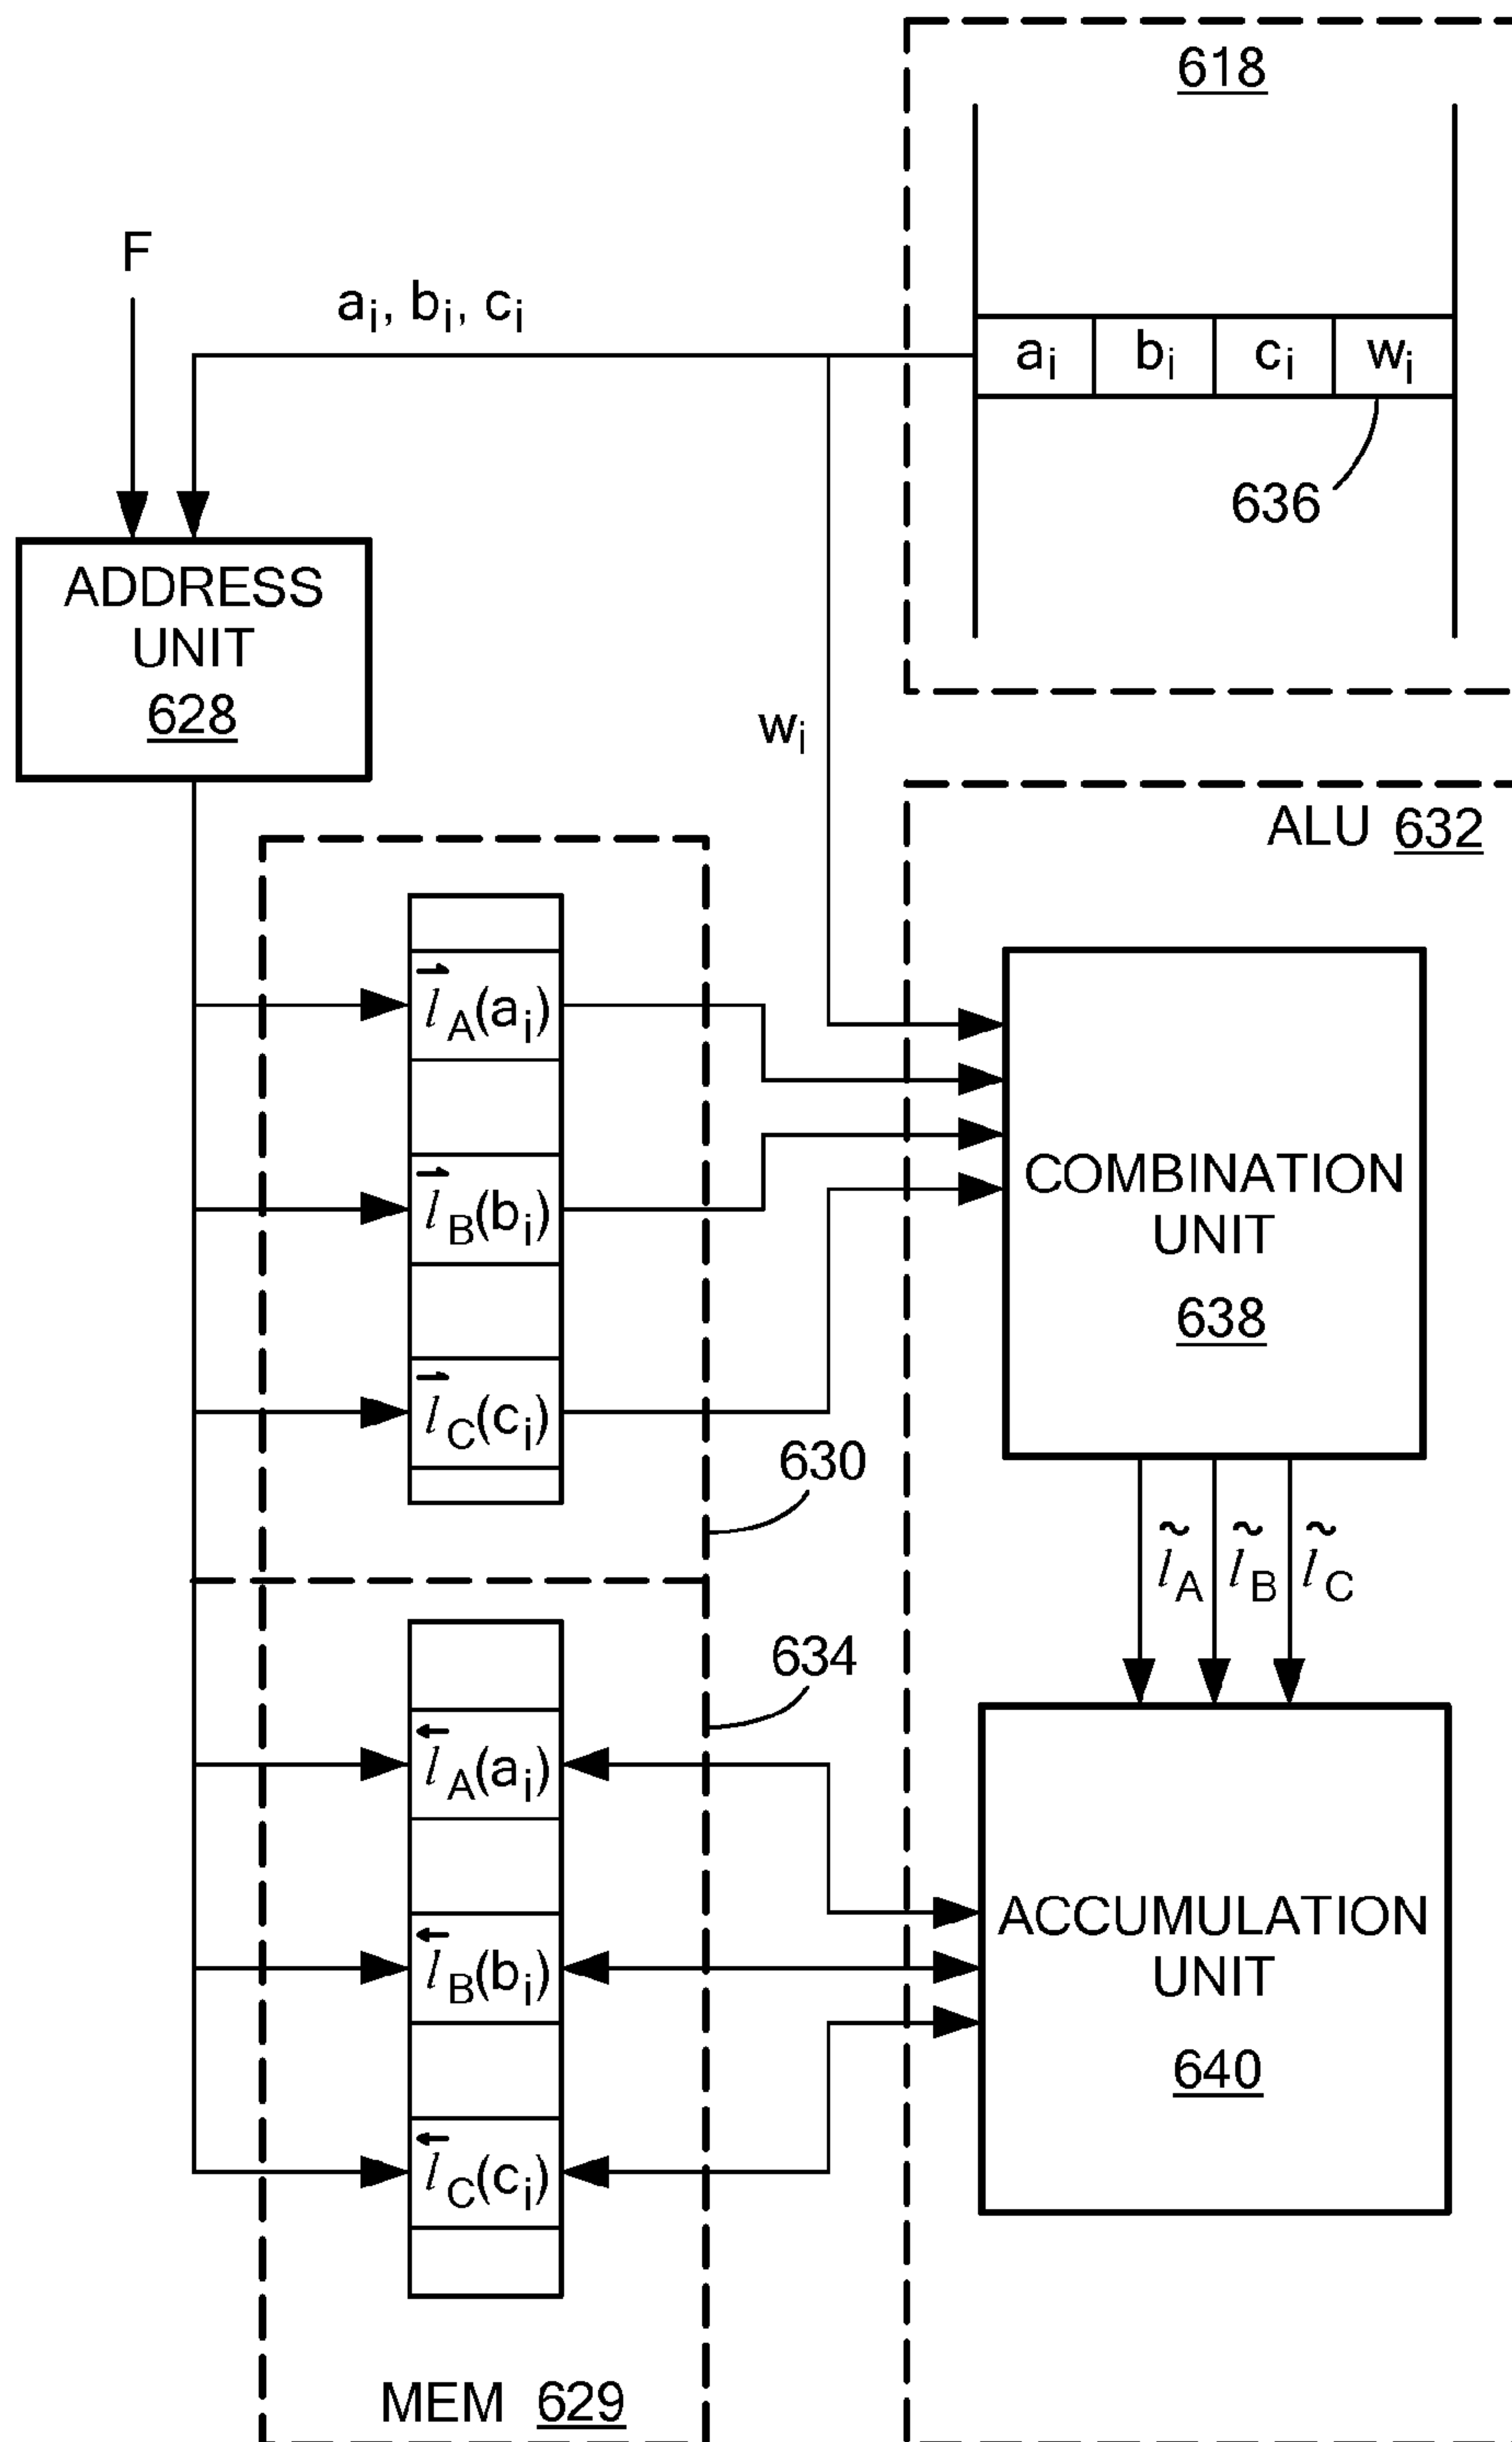 618
F
aᵢ, bᵢ, cᵢ
aᵢ bᵢ cᵢ wᵢ
636
ADDRESS
UNIT
628
wᵢ
ALU 632
l⃗A(aᵢ)
l⃗B(bᵢ)
l⃗C(cᵢ)
COMBINATION
UNIT
638
630
l̃A l̃B l̃C
634
l⃖A(aᵢ)
l⃖B(bᵢ)
l⃖C(cᵢ)
ACCUMULATION
UNIT
640
MEM 629